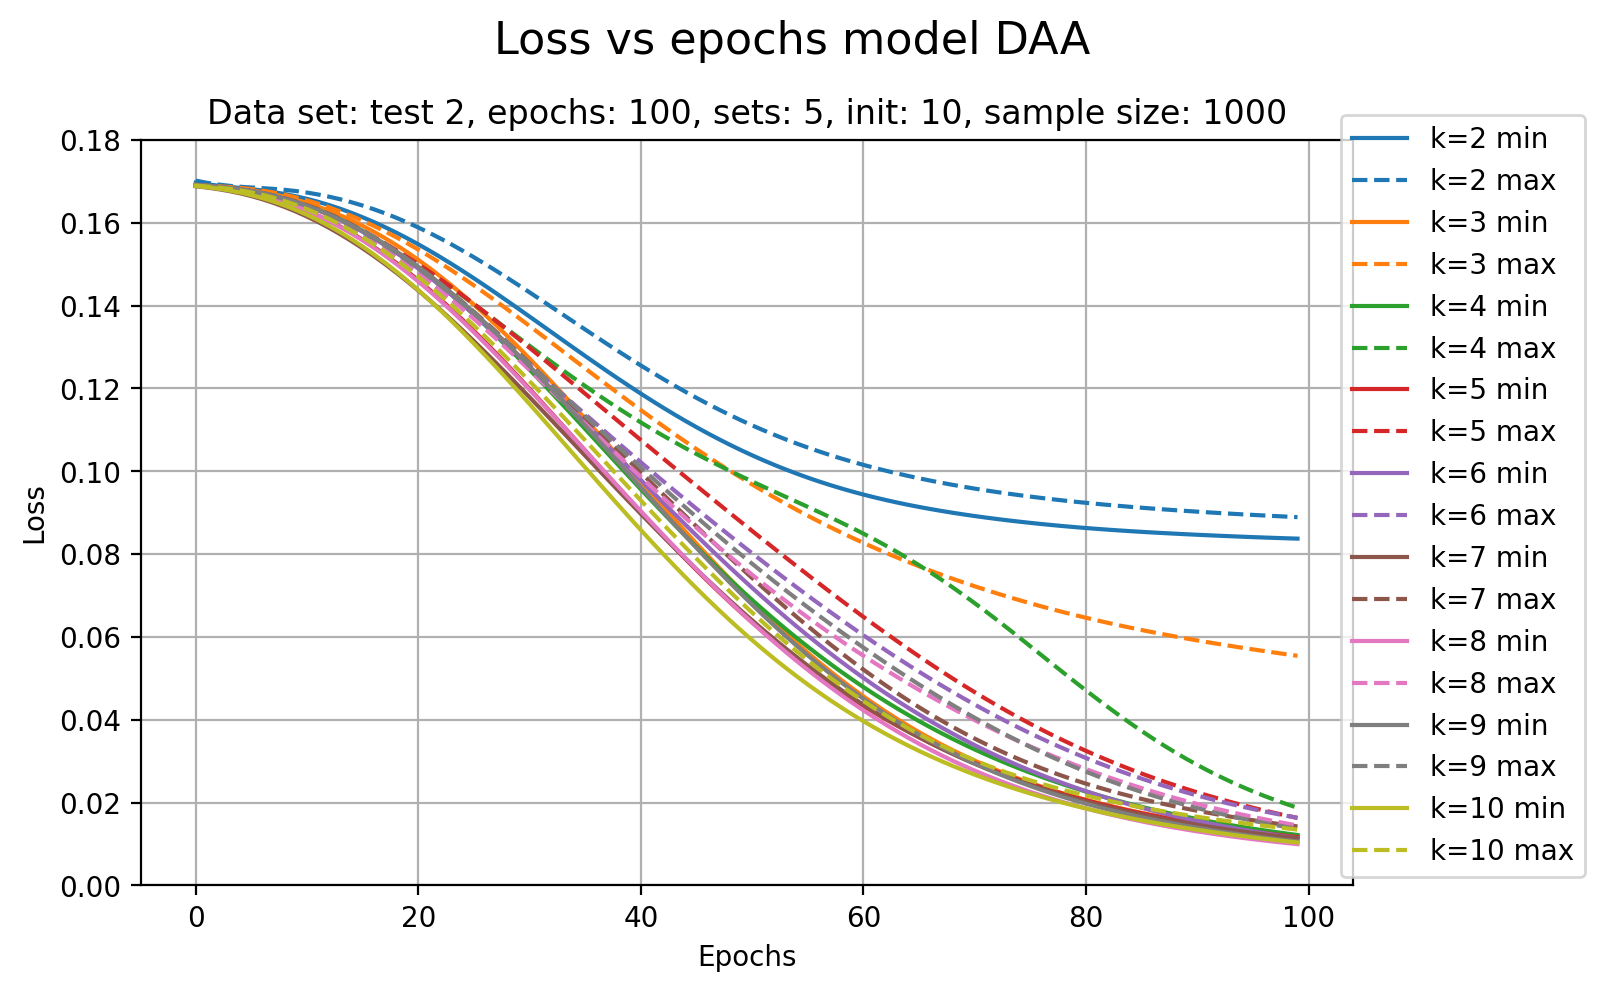 Loss vs epochs model DAA
Data set: test 2, epochs: 100, sets: 5, init: 10, sample size: 1000
0.18
0.16
0.14
0.12
0.10
0.08
0.06
0.04
0.02
0.00
Loss
0 20 40 60 80 100
Epochs
k=2 min
k=2 max
k=3 min
k=3 max
k=4 min
k=4 max
k=5 min
k=5 max
k=6 min
k=6 max
k=7 min
k=7 max
k=8 min
k=8 max
k=9 min
k=9 max
k=10 min
k=10 max